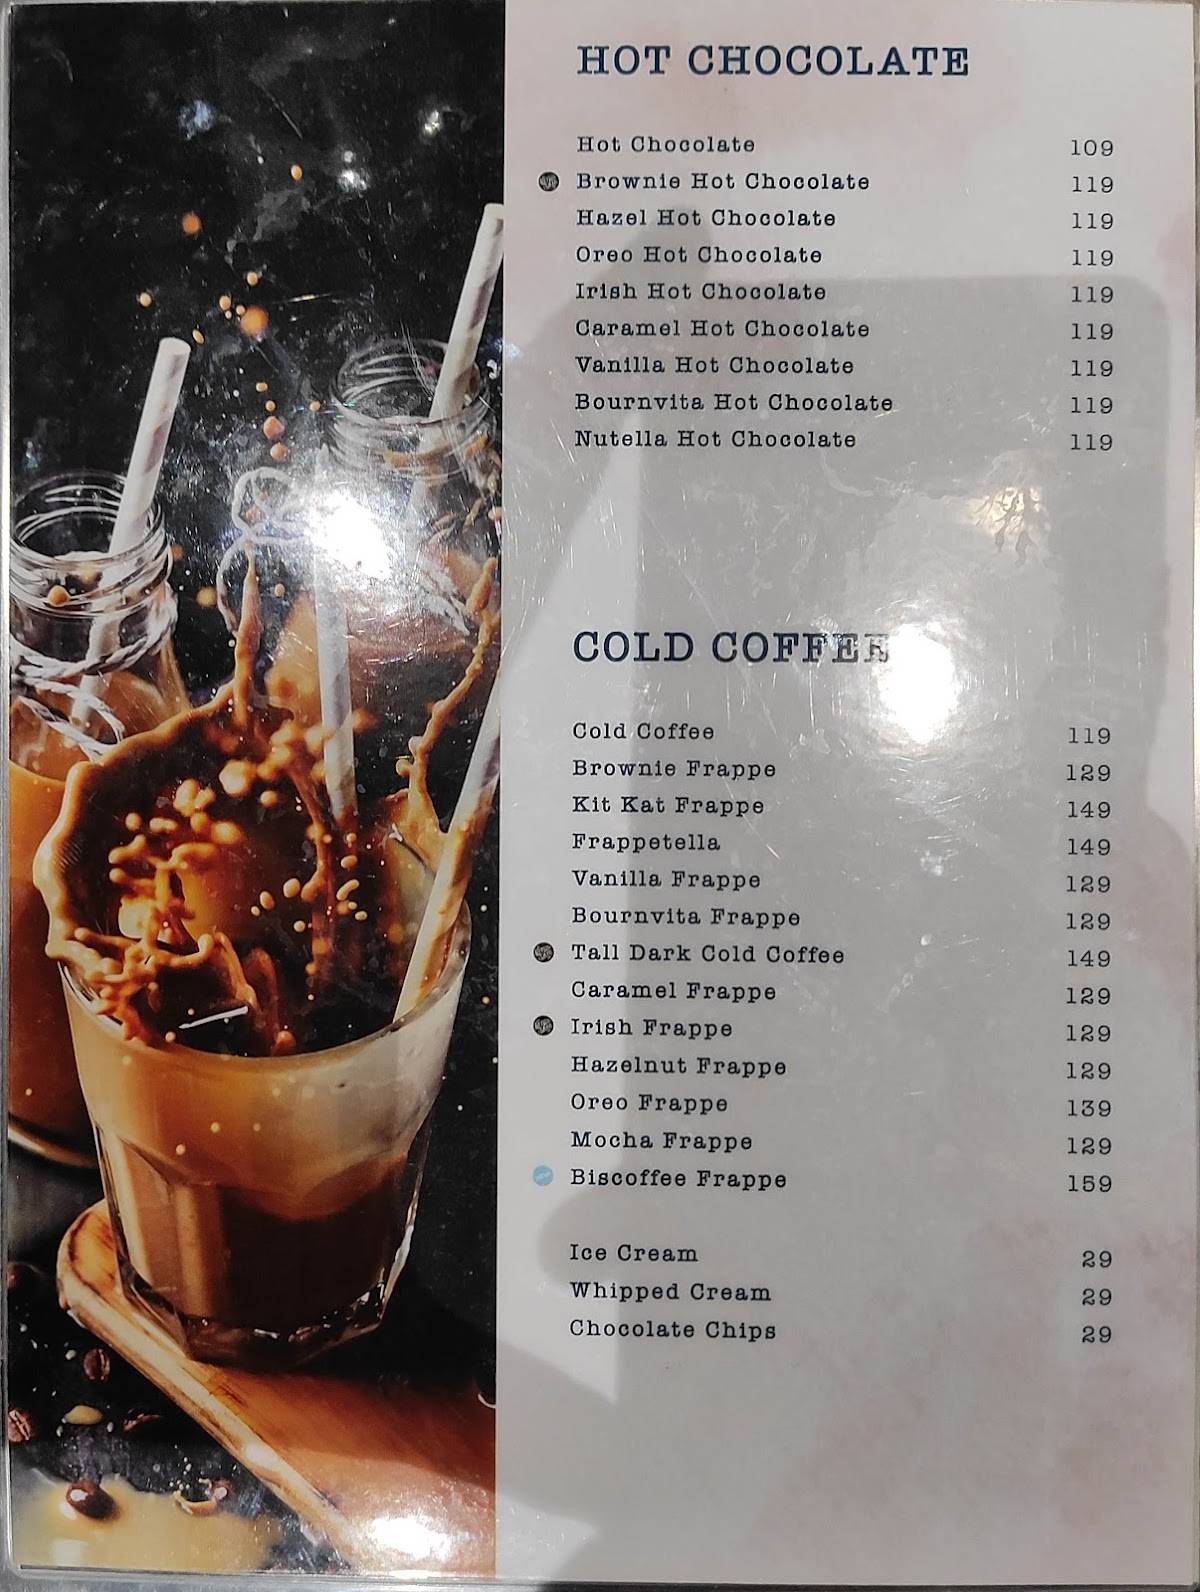 HOT CHOCOLATE
Hot Chocolate 109
Brownie Hot Chocolate 119
Hazel Hot Chocolate 119
Oreo Hot Chocolate 119
Irish Hot Chocolate 119
Caramel Hot Chocolate 119
Vanilla Hot Chocolate 119
Bournvita Hot Chocolate 119
Nutella Hot Chocolate 119
COLD COFFEE
Cold Coffee 119
Brownie Frappe 129
Kit Kat Frappe 149
Frappetella 149
Vanilla Frappe 129
Bournvita Frappe 129
Tall Dark Cold Coffee 149
Caramel Frappe 129
Irish Frappe 129
Hazelnut Frappe 129
Oreo Frappe 139
Mocha Frappe 129
Biscoffee Frappe 159
Ice Cream 29
Whipped Cream 29
Chocolate Chips 29